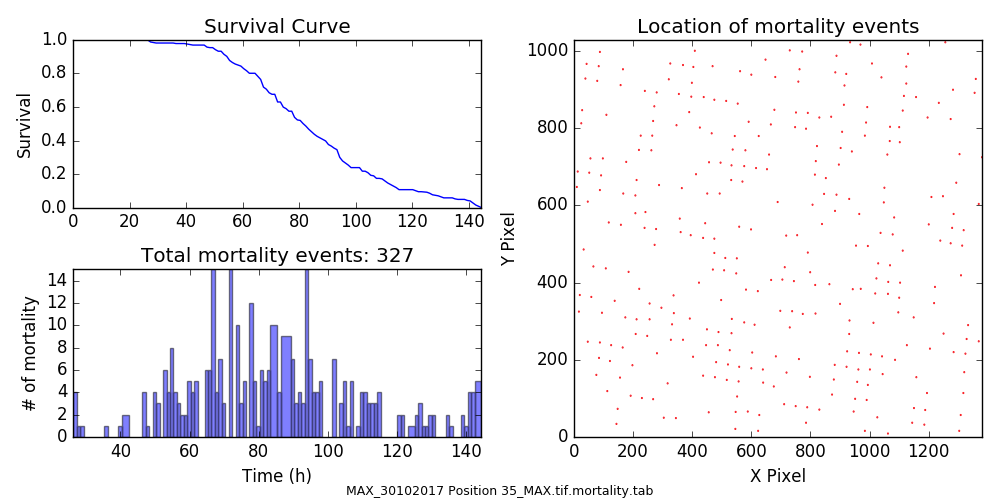 Survival Curve
Survival
1.0
0.8
0.6
0.4
0.2
0.0
0 20 40 60 80 100 120 140
Total mortality events: 327
# of mortality
14
12
10
8
6
4
2
0
40 60 80 100 120 140
Time (h)
Location of mortality events
Y Pixel
1000
800
600
400
200
0
0 200 400 600 800 1000 1200
X Pixel
MAX_30102017 Position 35_MAX.tif.mortality.tab